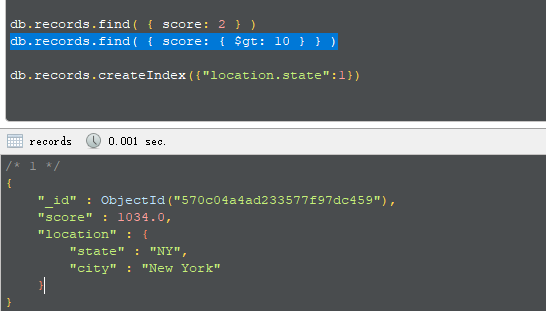 db.records.find( { score: 2 } )
db.records.find( { score: { $gt: 10 } } )
db.records.createIndex({"location.state":1})
records 0.001 sec.
/* 1 */
{
"_id" : ObjectId("570c04a4ad233577f97dc459"),
"score" : 1034.0,
"location" : {
"state" : "NY",
"city" : "New York"
}
}